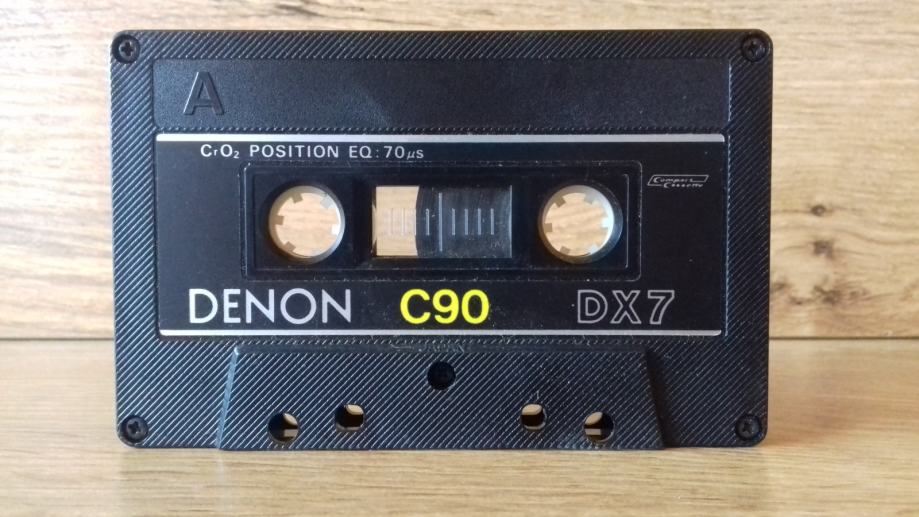 A
CrO₂ POSITION EQ:70µs
Compact
Cassette
DENON C90 DX7